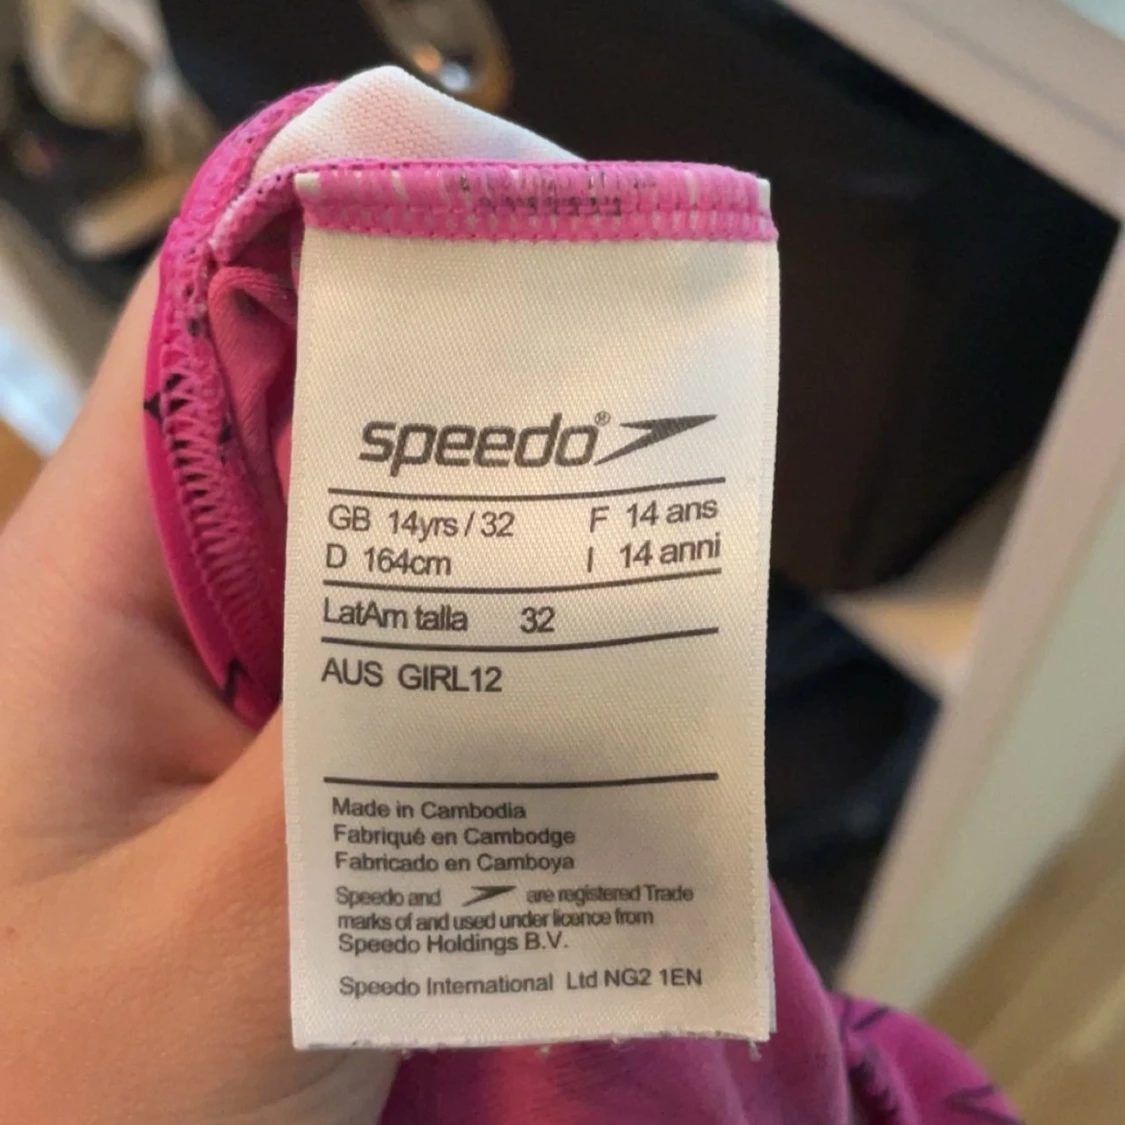 speedo®
GB 14yrs / 32 F 14 ans
D 164cm I 14 anni
LatAm talla 32
AUS GIRL12
Made in Cambodia
Fabriqué en Cambodge
Fabricado en Camboya
Speedo and are registered Trade
marks of and used under licence from
Speedo Holdings B.V.
Speedo International Ltd NG2 1EN